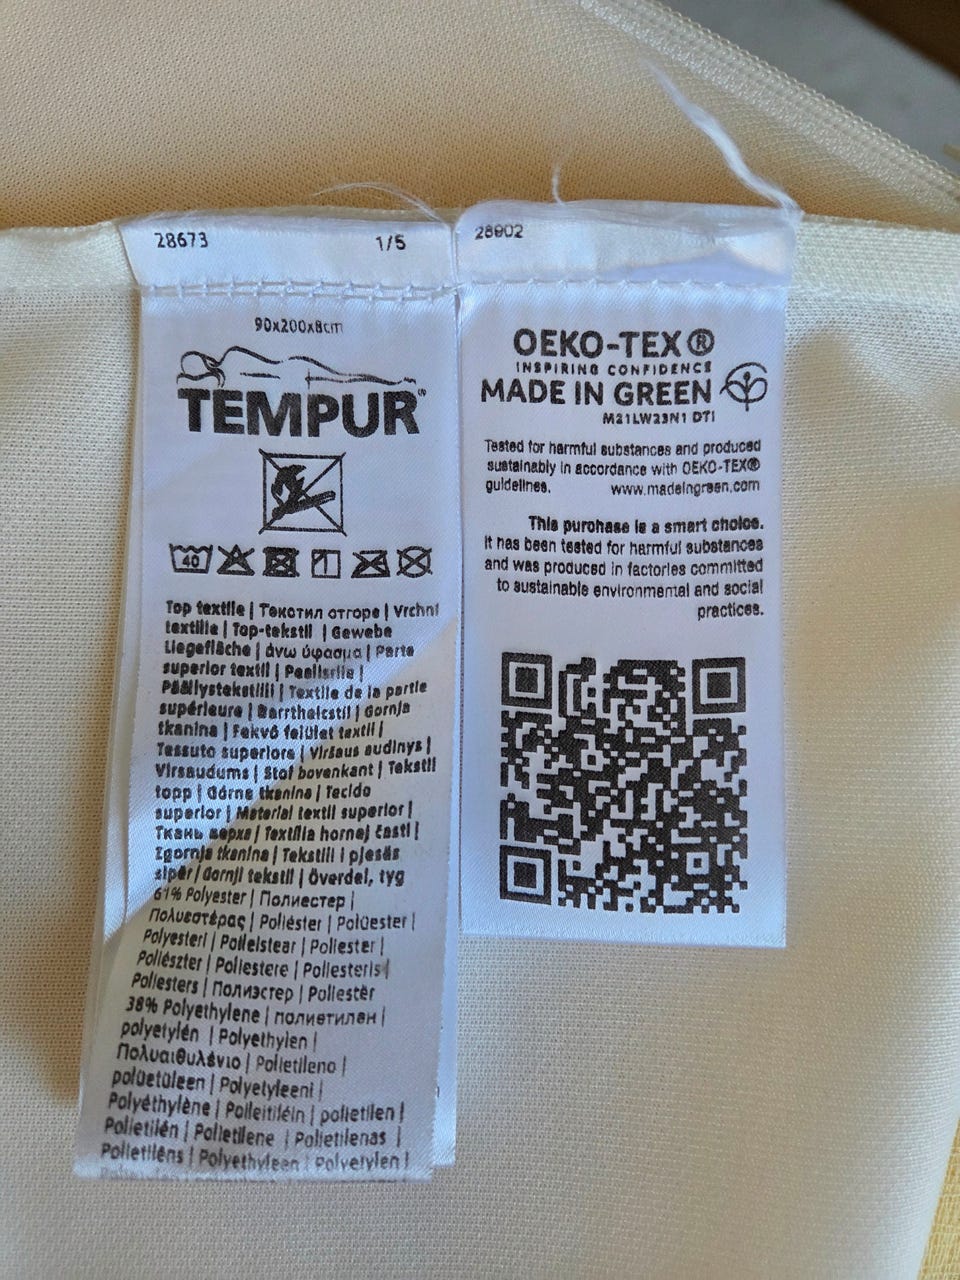 28673 1/5
90x200x8cm
TEMPUR®
40
Top textile | Текстил отгоре | Vrchní
textilie | Top-tekstil | Gewebe
Liegefläche | άνω ύφασμα | Parte
superior textil | Pealisriie |
Päällystekstiili | Textile de la partie
supérieure | Barrtheicstíl | Gornja
tkanina | Fekvő felület textil |
Tessuto superiore | Viršaus audinys |
Virsaudums | Stof bovenkant | Tekstil
topp | Górna tkanina | Tecido
superior | Material textil superior |
Ткань верха | Textília hornej časti |
Zgornja tkanina | Tekstili i pjesës
sipër / Gornji tekstil | Överdel, tyg
61% Polyester | Полиестер |
Πολυεστέρας | Poliéster | Polüester |
Polyesteri | Poileistear | Poliester |
Poliészter | Poliestere | Poliesteris |
Poliesters | Полиэстер | Poliestër
38% Polyethylene | полиетилен |
polyetylén | Polyethylen |
Πολυαιθυλένιο | Polietileno |
polüetüleen | Polyetyleeni |
Polyéthylène | Poileitiléin | polietilen |
Polietilén | Polietilene | Polietilenas |
Polietilēns | Polyethyleen | Polyetylen |
28902
OEKO-TEX®
INSPIRING CONFIDENCE
MADE IN GREEN
M21LW23N1 DTI
Tested for harmful substances and produced
sustainably in accordance with OEKO-TEX®
guidelines. www.madeingreen.com
This purchase is a smart choice.
It has been tested for harmful substances
and was produced in factories committed
to sustainable environmental and social
practices.